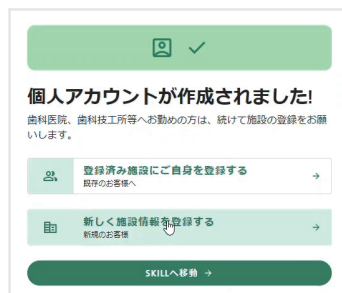 個人アカウントが作成されました!
歯科医院、歯科技工所等へお勤めの方は、続けて施設の登録をお願
いします。
登録済み施設にご自身を登録する
既存のお客様へ
新しく施設情報を登録する
新規のお客様
SKILLへ移動 →